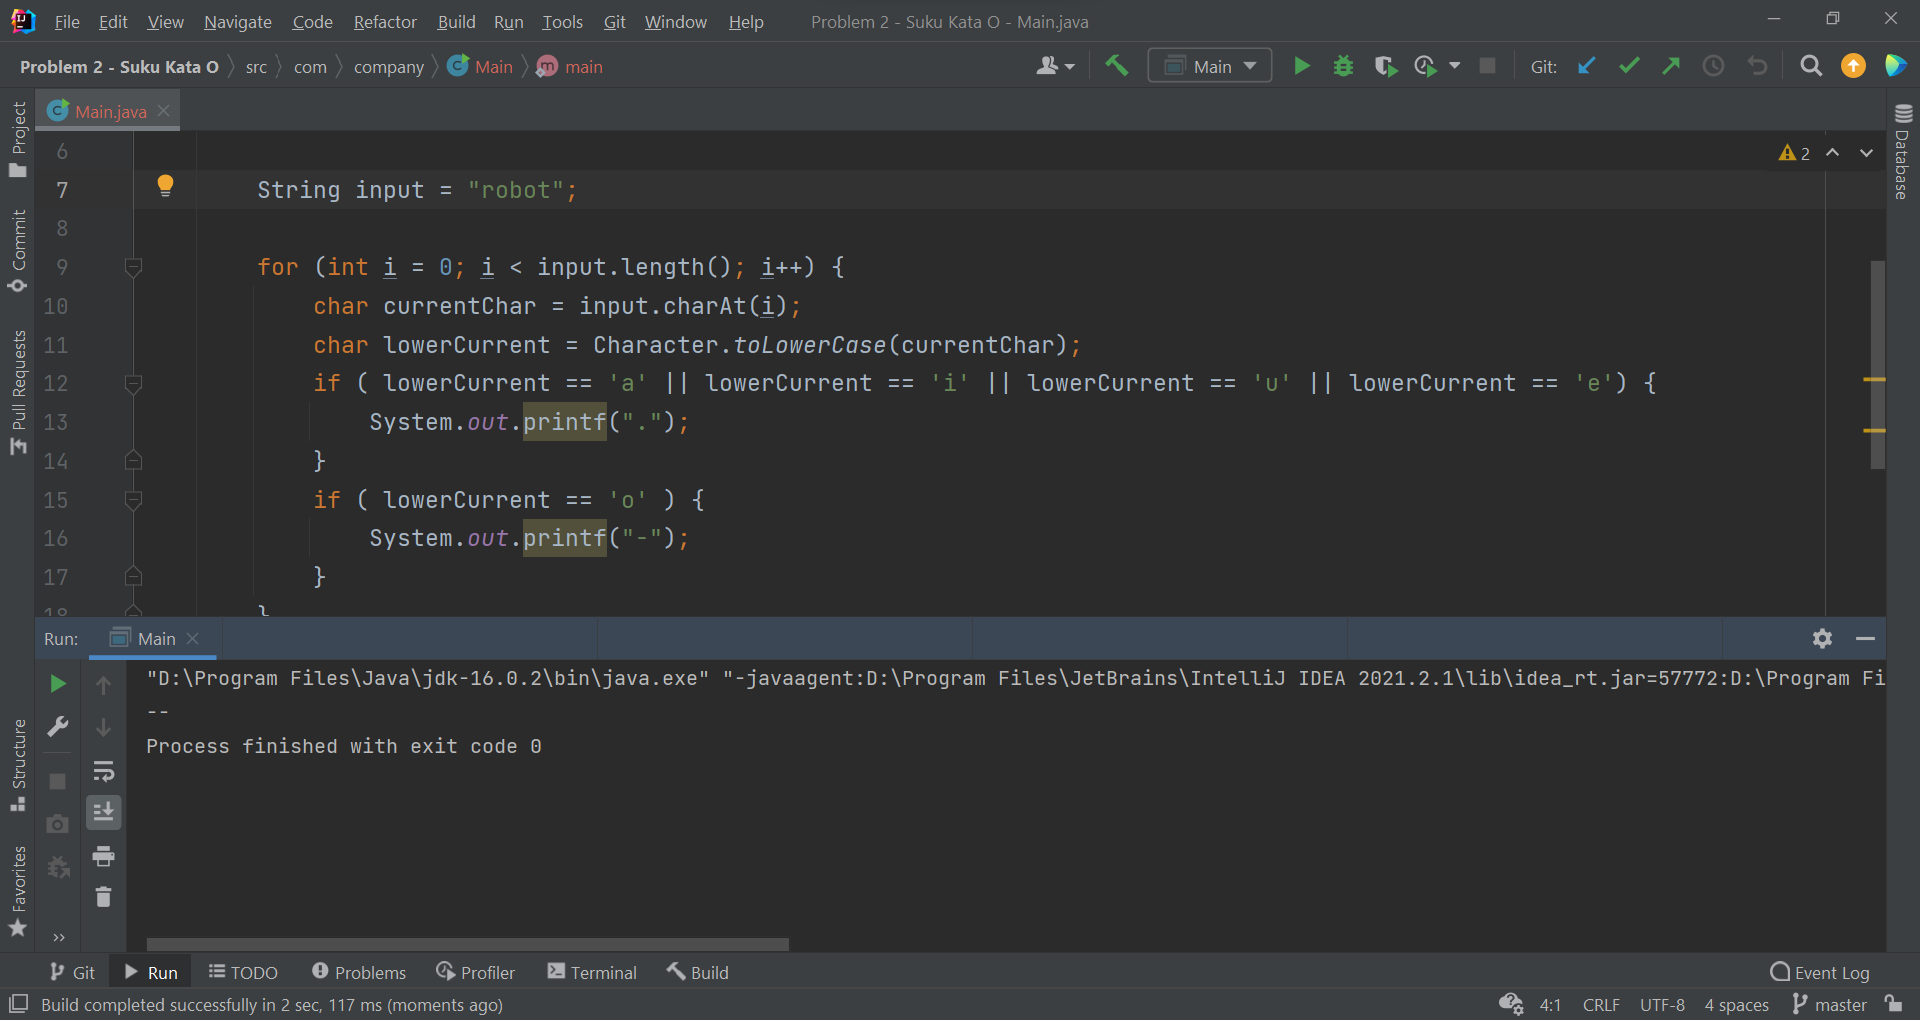 File Edit View Navigate Code Refactor Build Run Tools Git Window Help Problem 2 - Suku Kata O - Main.java
Problem 2 - Suku Kata O src com company Main main Main Git:
Main.java
Project
Commit
Pull Requests
Structure
Favorites
Database
2
6
7 String input = "robot";
8
9 for (int i = 0; i < input.length(); i++) {
10 char currentChar = input.charAt(i);
11 char lowerCurrent = Character.toLowerCase(currentChar);
12 if ( lowerCurrent == 'a' || lowerCurrent == 'i' || lowerCurrent == 'u' || lowerCurrent == 'e') {
13 System.out.printf(".");
14 }
15 if ( lowerCurrent == 'o' ) {
16 System.out.printf("-");
17 }
18 }
Run: Main
"D:\Program Files\Java\jdk-16.0.2\bin\java.exe" "-javaagent:D:\Program Files\JetBrains\IntelliJ IDEA 2021.2.1\lib\idea_rt.jar=57772:D:\Program Fi
--
Process finished with exit code 0
Git Run TODO Problems Profiler Terminal Build Event Log
Build completed successfully in 2 sec, 117 ms (moments ago) 4:1 CRLF UTF-8 4 spaces master